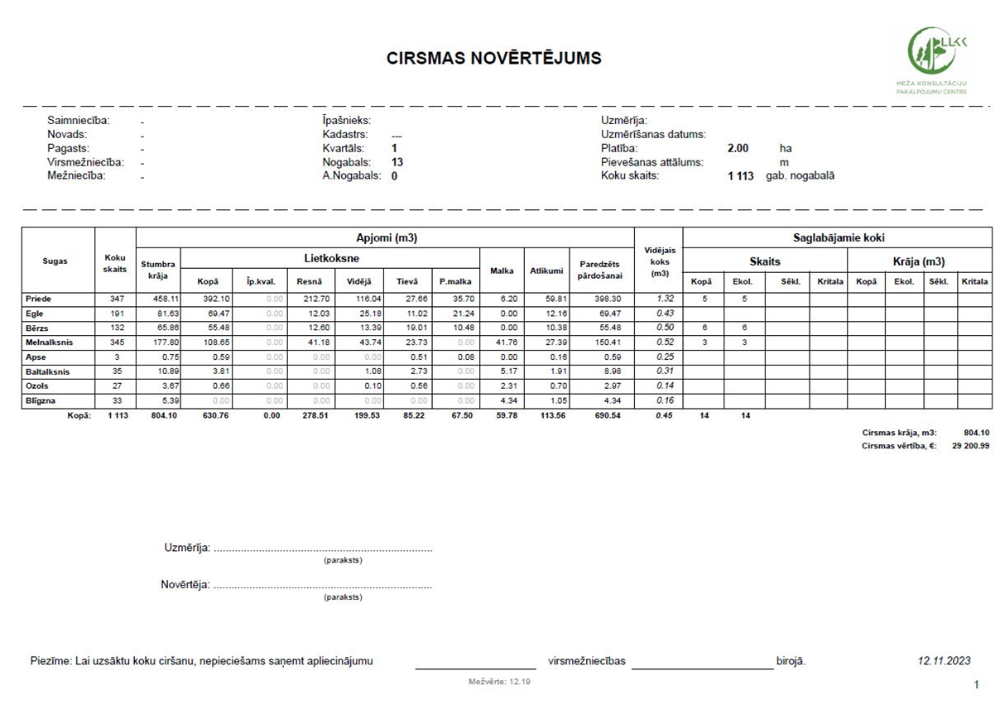 LLKC
MEŽA KONSULTĀCIJU
PAKALPOJUMU CENTRS
CIRSMAS NOVĒRTĒJUMS
Saimniecība: - Īpašnieks: Uzmērīja:
Novads: - Kadastrs: --- Uzmērīšanas datums:
Pagasts: - Kvartāls: 1 Platība: 2.00 ha
Virsmežniecība: - Nogabals: 13 Pievešanas attālums: m
Mežniecība: - A.Nogabals: 0 Koku skaits: 1 113 gab. nogabalā
Sugas Koku skaits Apjomi (m3) Vidējais koks (m3) Saglabājamie koki
Stumbra krāja Lietkoksne Malka Atlikumi Paredzēts pārdošanai Skaits Krāja (m3)
Kopā Īp.kval. Resnā Vidējā Tievā P.malka Kopā Ekol. Sēkl. Kritala Kopā Ekol. Sēkl. Kritala
Priede 347 458.11 392.10 0.00 212.70 116.04 27.66 35.70 6.20 59.81 398.30 1.32 5 5
Egle 191 81.63 69.47 0.00 12.03 25.18 11.02 21.24 0.00 12.16 69.47 0.43
Bērzs 132 65.86 55.48 0.00 12.60 13.39 19.01 10.48 0.00 10.38 55.48 0.50 6 6
Melnalksnis 345 177.80 108.65 0.00 41.18 43.74 23.73 0.00 41.76 27.39 150.41 0.52 3 3
Apse 3 0.75 0.59 0.00 0.00 0.00 0.51 0.08 0.00 0.16 0.59 0.25
Baltalksnis 35 10.89 3.81 0.00 0.00 1.08 2.73 0.00 5.17 1.91 8.98 0.31
Ozols 27 3.67 0.66 0.00 0.00 0.10 0.56 0.00 2.31 0.70 2.97 0.14
Blīgzna 33 5.39 0.00 0.00 0.00 0.00 0.00 0.00 4.34 1.05 4.34 0.16
Kopā: 1 113 804.10 630.76 0.00 278.51 199.53 85.22 67.50 59.78 113.56 690.54 0.45 14 14
Cirsmas krāja, m3: 804.10
Cirsmas vērtība, €: 29 200.99
Uzmērīja: ........................................................................
(paraksts)
Novērtēja: ........................................................................
(paraksts)
Piezīme: Lai uzsāktu koku ciršanu, nepieciešams saņemt apliecinājumu ____________ virsmežniecības ____________ birojā. 12.11.2023
Mežvērte: 12.19
1